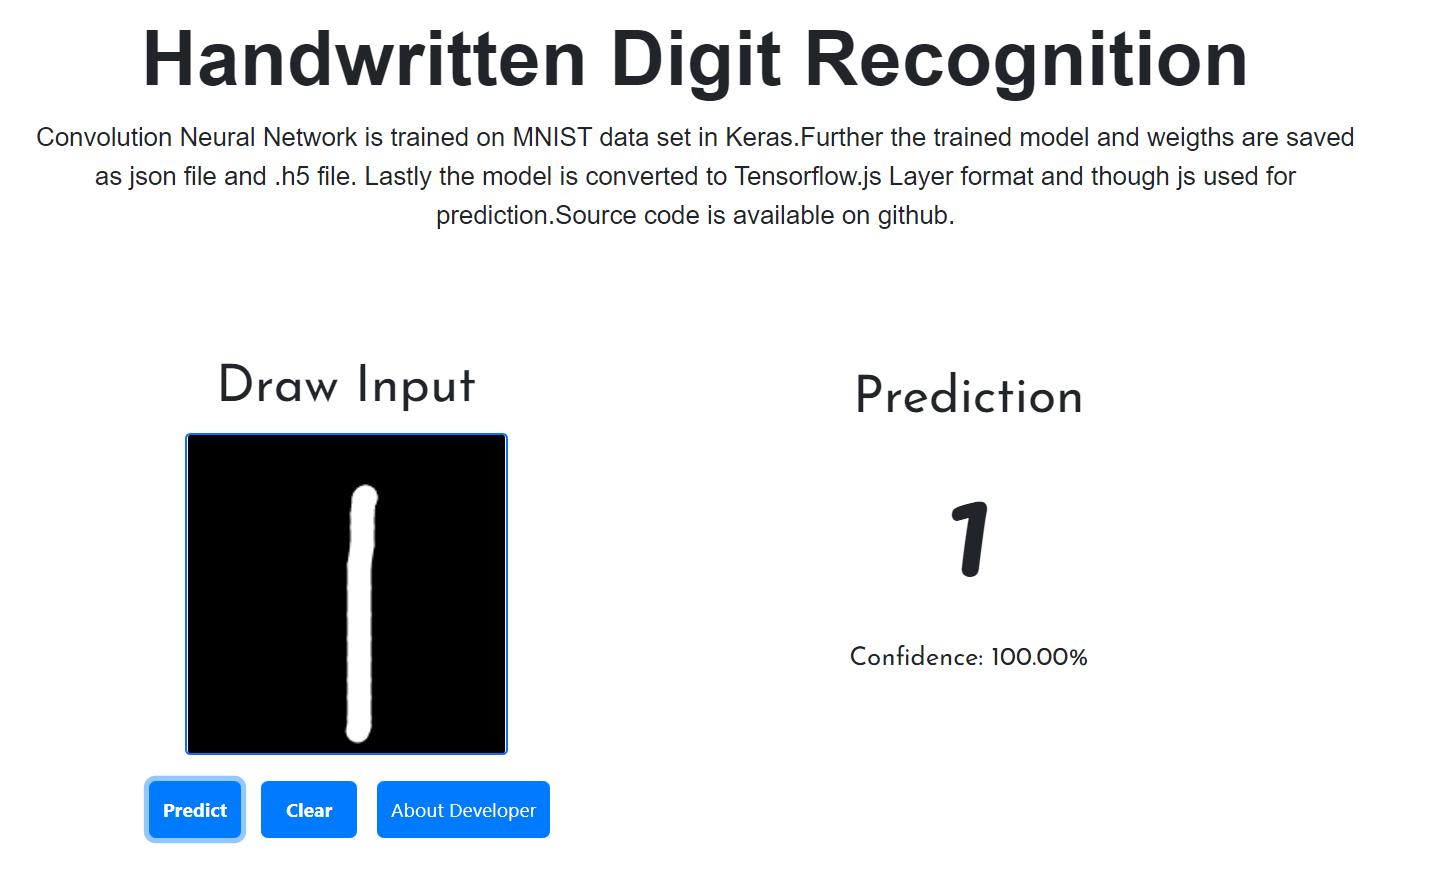 Handwritten Digit Recognition
Convolution Neural Network is trained on MNIST data set in Keras.Further the trained model and weigths are saved
as json file and .h5 file. Lastly the model is converted to Tensorflow.js Layer format and though js used for
prediction.Source code is available on github.
Draw Input
Prediction
1
1
Confidence: 100.00%
Predict
Clear
About Developer